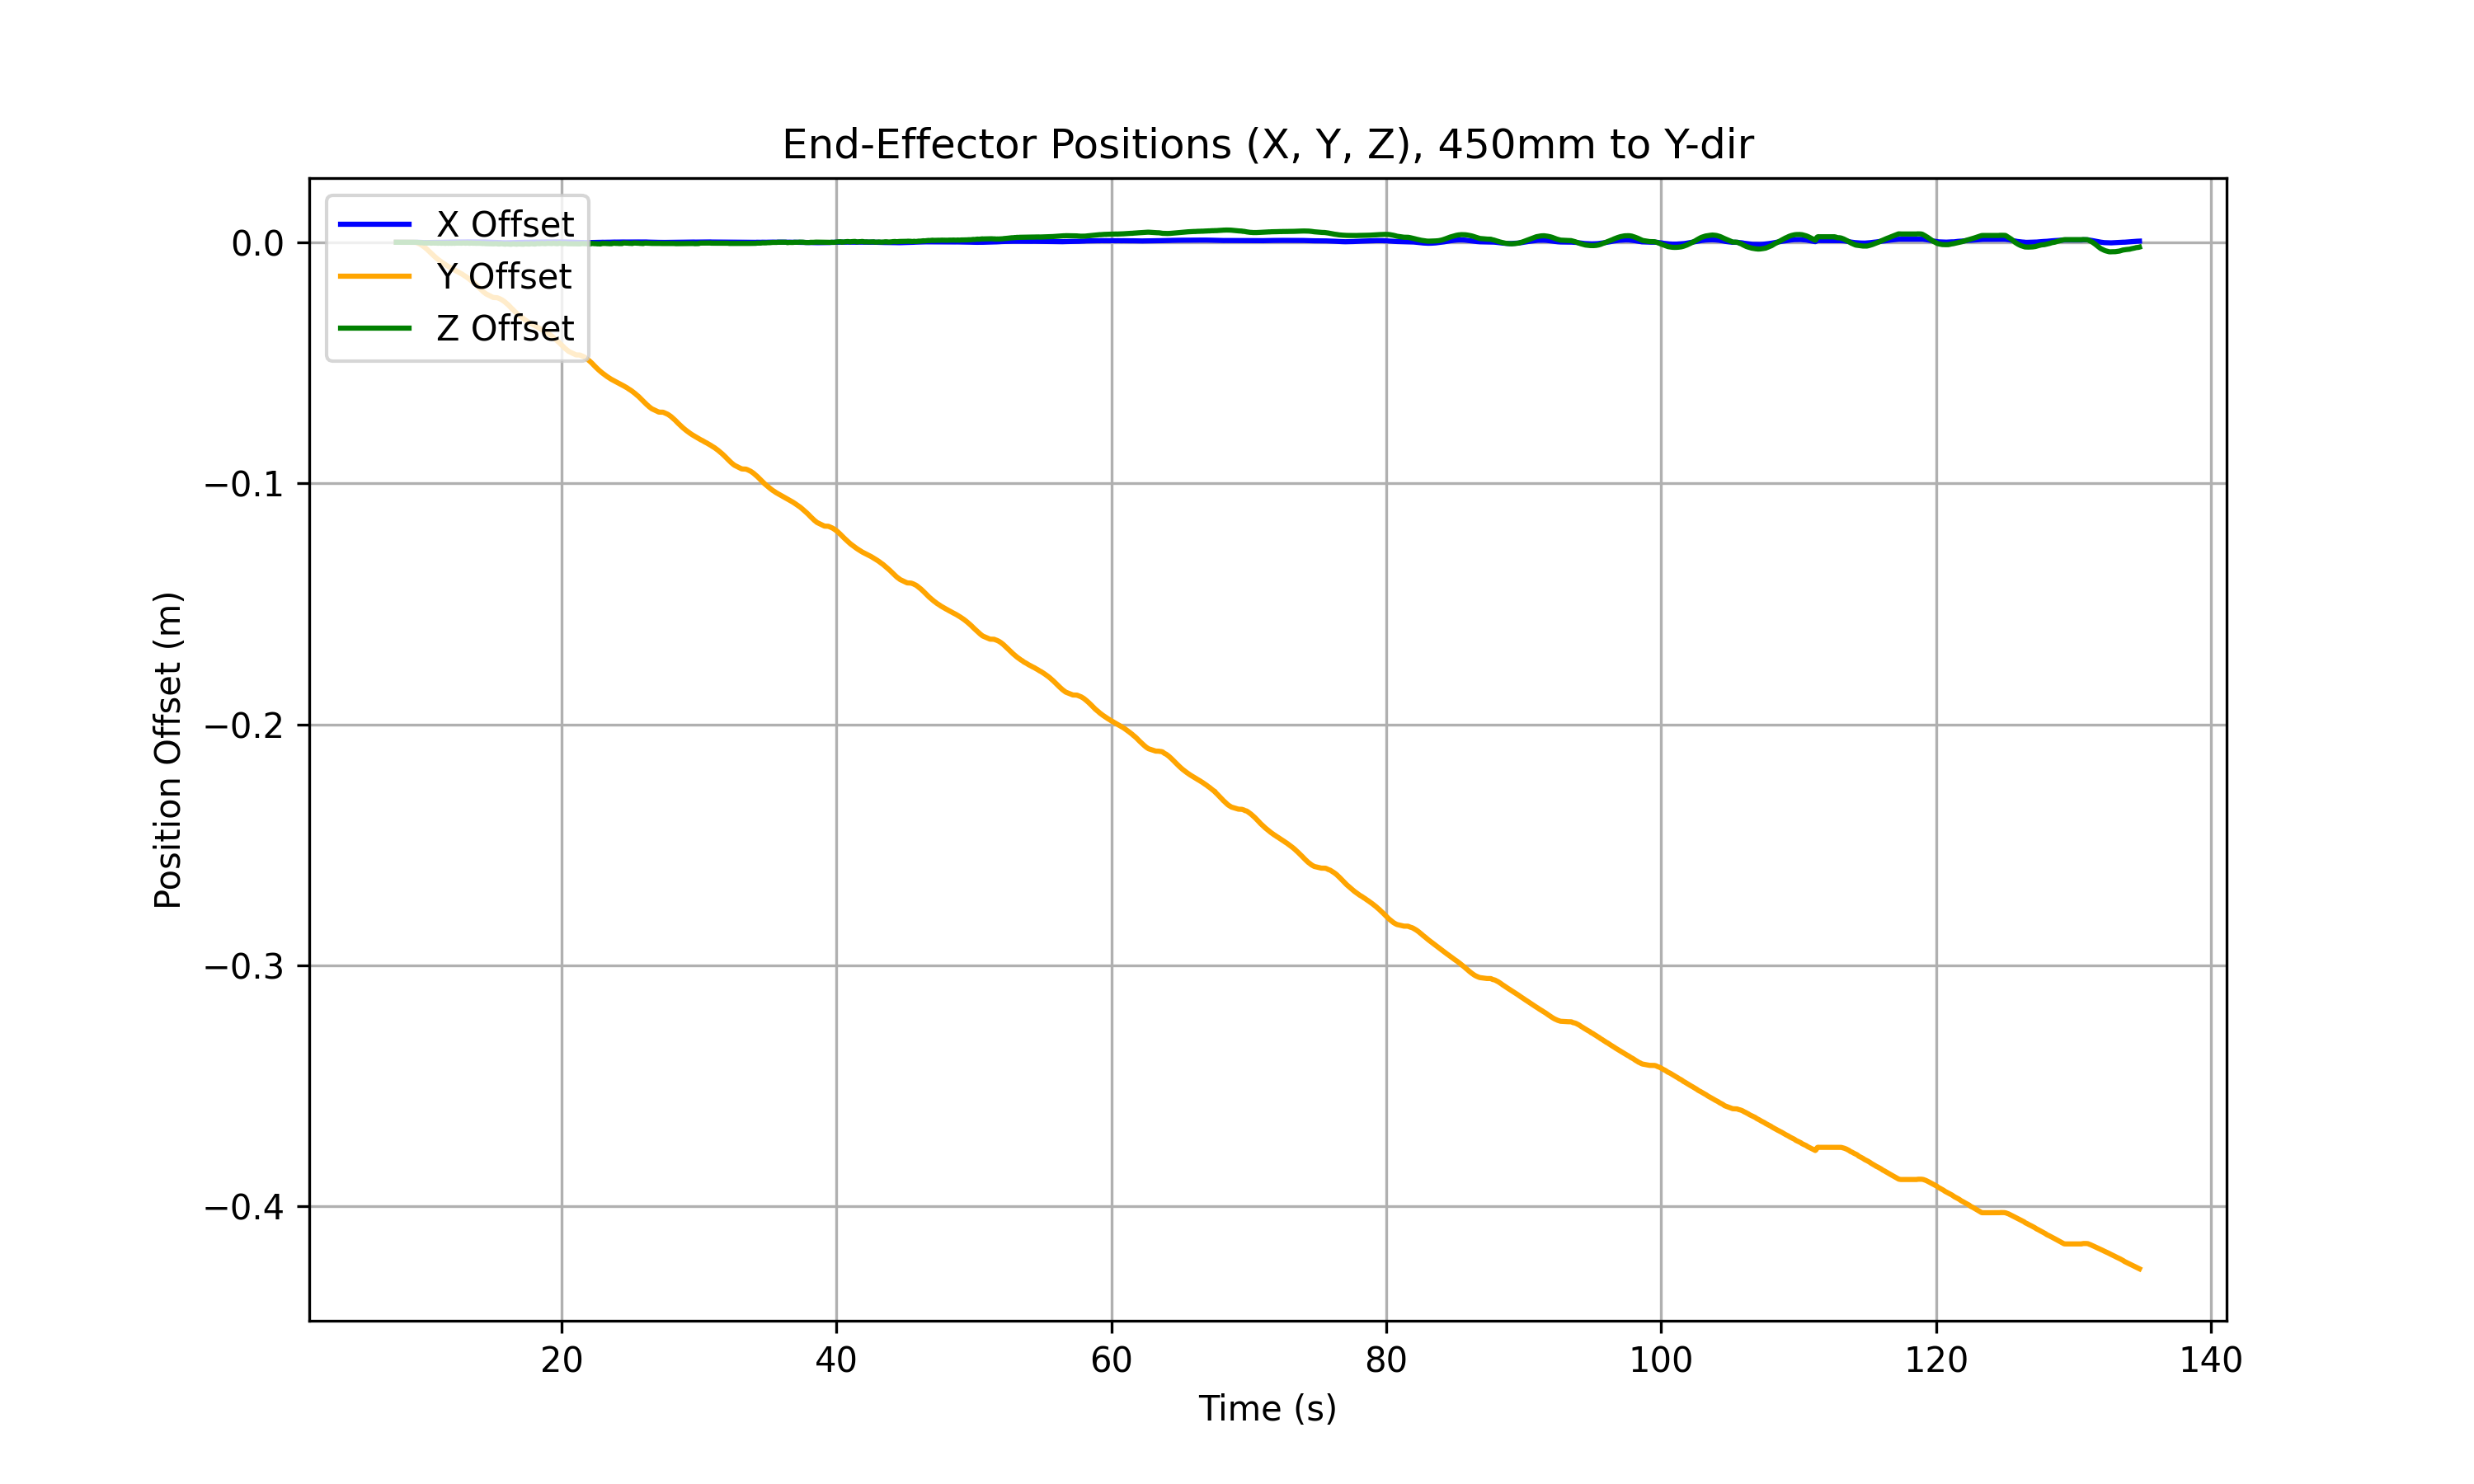 End-Effector Positions (X, Y, Z), 450mm to Y-dir
X Offset
Y Offset
Z Offset
Position Offset (m)
0.0
−0.1
−0.2
−0.3
−0.4
20 40 60 80 100 120 140
Time (s)